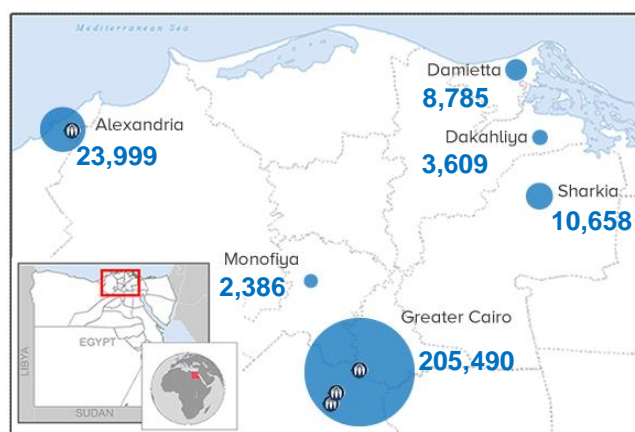 Mediterranean Sea
Damietta
8,785
Alexandria
23,999
Dakahliya
3,609
Sharkia
10,658
Monofiya
2,386
Greater Cairo
205,490
LIBYA
EGYPT
SUDAN